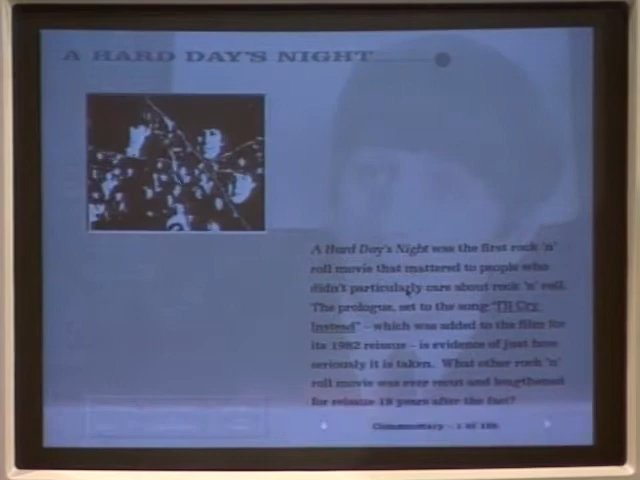 A HARD DAY'S NIGHT
A Hard Day's Night was the first rock 'n'
roll movie that mattered to people who
didn't particularly care about rock 'n' roll.
The prologue, set to the song "I'll Cry
Instead" – which was added to the film for
its 1982 reissue – is evidence of just how
seriously it is taken. What other rock 'n'
roll movie was ever recut and lengthened
for release 18 years after the fact?
Commentary – 1 of